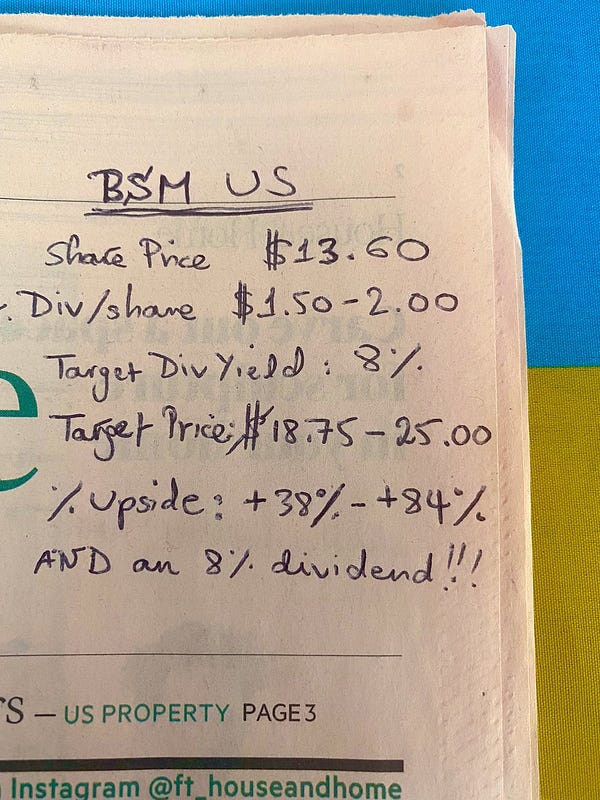 BSM US
Share Price $13.60
Div/share $1.50-2.00
Target Div Yield: 8%
Target Price: $18.75-25.00
% Upside: +38% - +84%
AND an 8% dividend!!!
TS — US PROPERTY PAGE 3
Instagram @ft_houseandhome